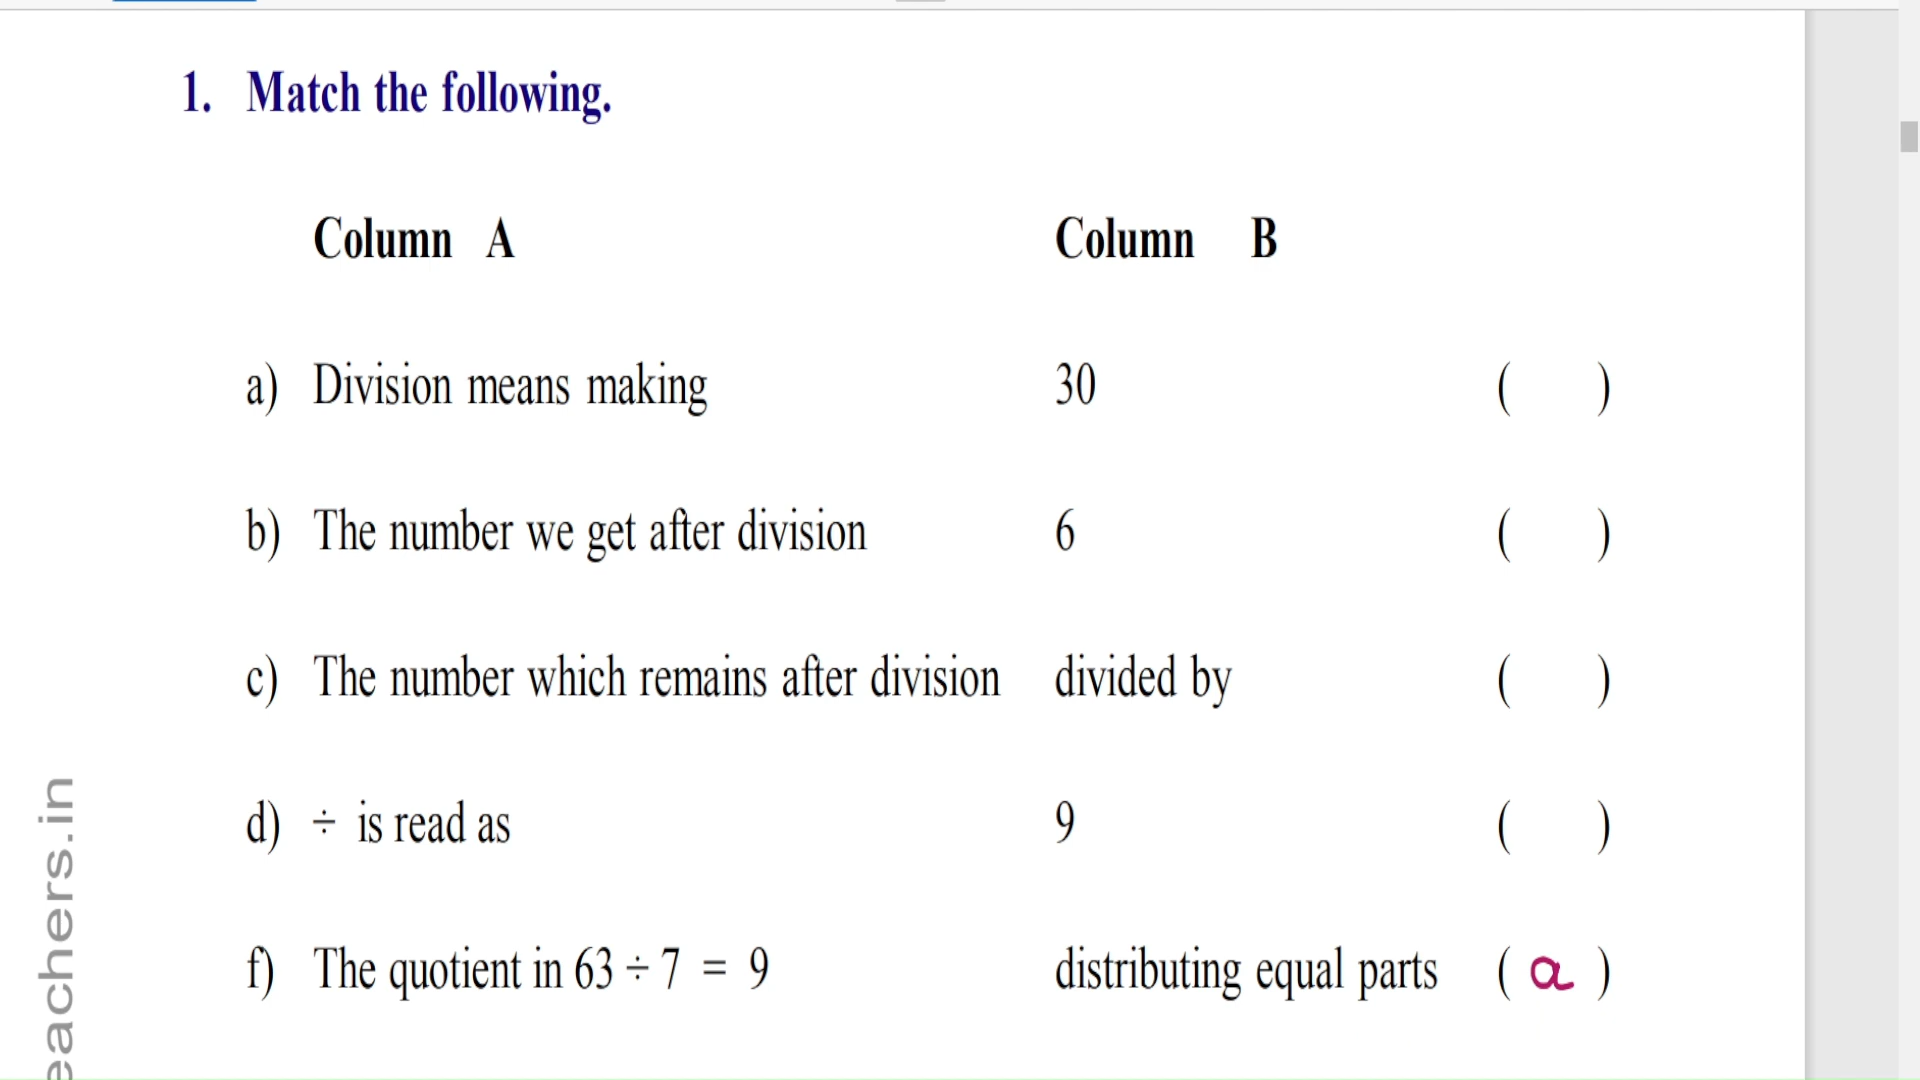 1. Match the following.
Column A Column B
a) Division means making 30 ( )
b) The number we get after division 6 ( )
c) The number which remains after division divided by ( )
d) ÷ is read as 9 ( )
f) The quotient in 63 ÷ 7 = 9 distributing equal parts ( a )
eachers.in